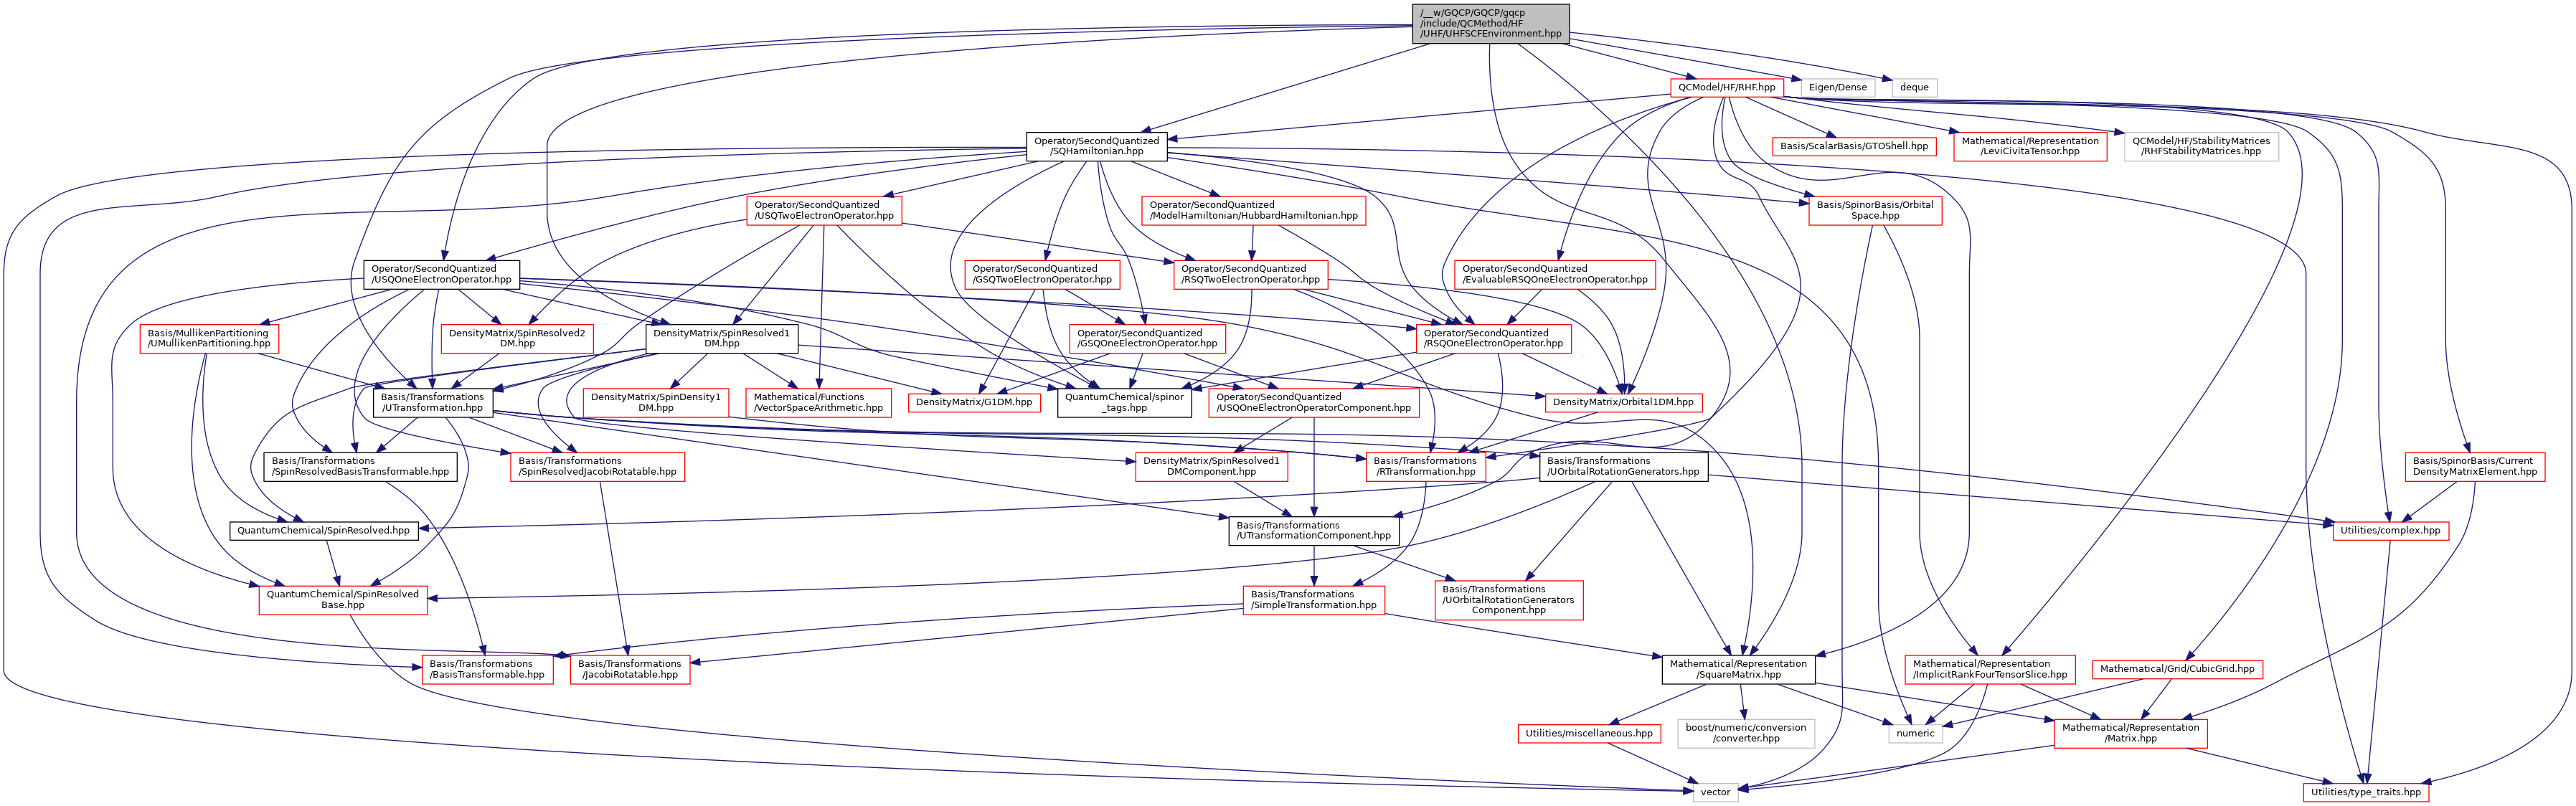 /__w/GQCP/GQCP/gqcp
/include/QCMethod/HF
/UHF/UHFSCFEnvironment.hpp
QCModel/HF/RHF.hpp
Eigen/Dense
deque
Operator/SecondQuantized
/SQHamiltonian.hpp
Basis/ScalarBasis/GTOShell.hpp
Mathematical/Representation
/LeviCivitaTensor.hpp
QCModel/HF/StabilityMatrices
/RHFStabilityMatrices.hpp
Operator/SecondQuantized
/USQTwoElectronOperator.hpp
Operator/SecondQuantized
/ModelHamiltonian/HubbardHamiltonian.hpp
Basis/SpinorBasis/Orbital
Space.hpp
Operator/SecondQuantized
/USQOneElectronOperator.hpp
Operator/SecondQuantized
/GSQTwoElectronOperator.hpp
Operator/SecondQuantized
/RSQTwoElectronOperator.hpp
Operator/SecondQuantized
/EvaluableRSQOneElectronOperator.hpp
Basis/MullikenPartitioning
/UMullikenPartitioning.hpp
DensityMatrix/SpinResolved2
DM.hpp
DensityMatrix/SpinResolved1
DM.hpp
Operator/SecondQuantized
/GSQOneElectronOperator.hpp
Operator/SecondQuantized
/RSQOneElectronOperator.hpp
Basis/Transformations
/UTransformation.hpp
DensityMatrix/SpinDensity1
DM.hpp
Mathematical/Functions
/VectorSpaceArithmetic.hpp
DensityMatrix/G1DM.hpp
QuantumChemical/spinor
_tags.hpp
Operator/SecondQuantized
/USQOneElectronOperatorComponent.hpp
DensityMatrix/Orbital1DM.hpp
Basis/Transformations
/SpinResolvedBasisTransformable.hpp
Basis/Transformations
/SpinResolvedJacobiRotatable.hpp
DensityMatrix/SpinResolved1
DMComponent.hpp
Basis/Transformations
/RTransformation.hpp
Basis/Transformations
/UOrbitalRotationGenerators.hpp
Basis/SpinorBasis/Current
DensityMatrixElement.hpp
QuantumChemical/SpinResolved.hpp
Basis/Transformations
/UTransformationComponent.hpp
Utilities/complex.hpp
QuantumChemical/SpinResolved
Base.hpp
Basis/Transformations
/SimpleTransformation.hpp
Basis/Transformations
/UOrbitalRotationGenerators
Component.hpp
Basis/Transformations
/BasisTransformable.hpp
Basis/Transformations
/JacobiRotatable.hpp
Mathematical/Representation
/SquareMatrix.hpp
Mathematical/Representation
/ImplicitRankFourTensorSlice.hpp
Mathematical/Grid/CubicGrid.hpp
Utilities/miscellaneous.hpp
boost/numeric/conversion
/converter.hpp
numeric
Mathematical/Representation
/Matrix.hpp
vector
Utilities/type_traits.hpp